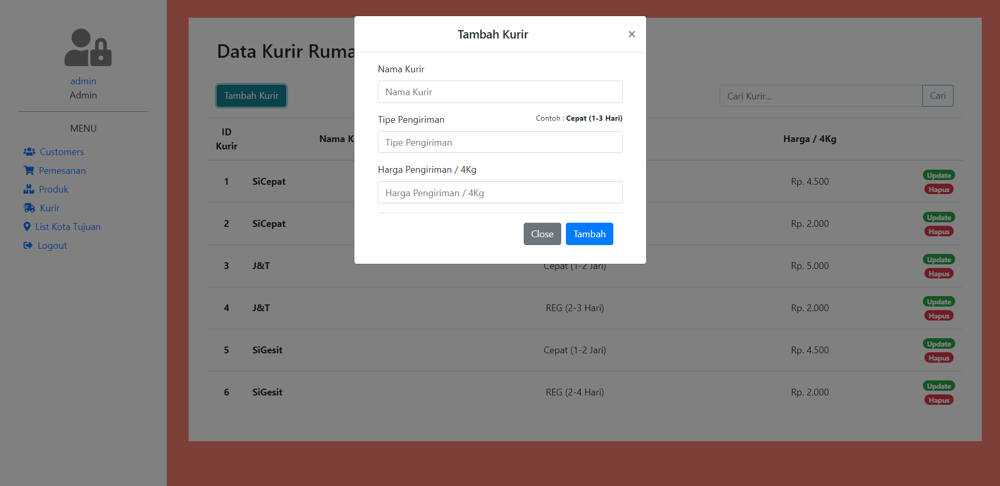 admin
Admin
MENU
Customers
Pemesanan
Produk
Kurir
List Kota Tujuan
Logout
Data Kurir
Tambah Kurir
Cari Kurir...
Cari
ID
Kurir
Nama
Harga / 4Kg
1 SiCepat Rp. 4.500 Update
Hapus
2 SiCepat Rp. 2.000 Update
Hapus
3 J&T Cepat (1-2 Jari) Rp. 5.000 Update
Hapus
4 J&T REG (2-3 Hari) Rp. 2.000 Update
Hapus
5 SiGesit Cepat (1-2 Jari) Rp. 4.500 Update
Hapus
6 SiGesit REG (2-4 Hari) Rp. 2.000 Update
Hapus
Tambah Kurir ×
Nama Kurir
Nama Kurir
Tipe Pengiriman Contoh : Cepat (1-3 Hari)
Tipe Pengiriman
Harga Pengiriman / 4Kg
Harga Pengiriman / 4Kg
Close Tambah